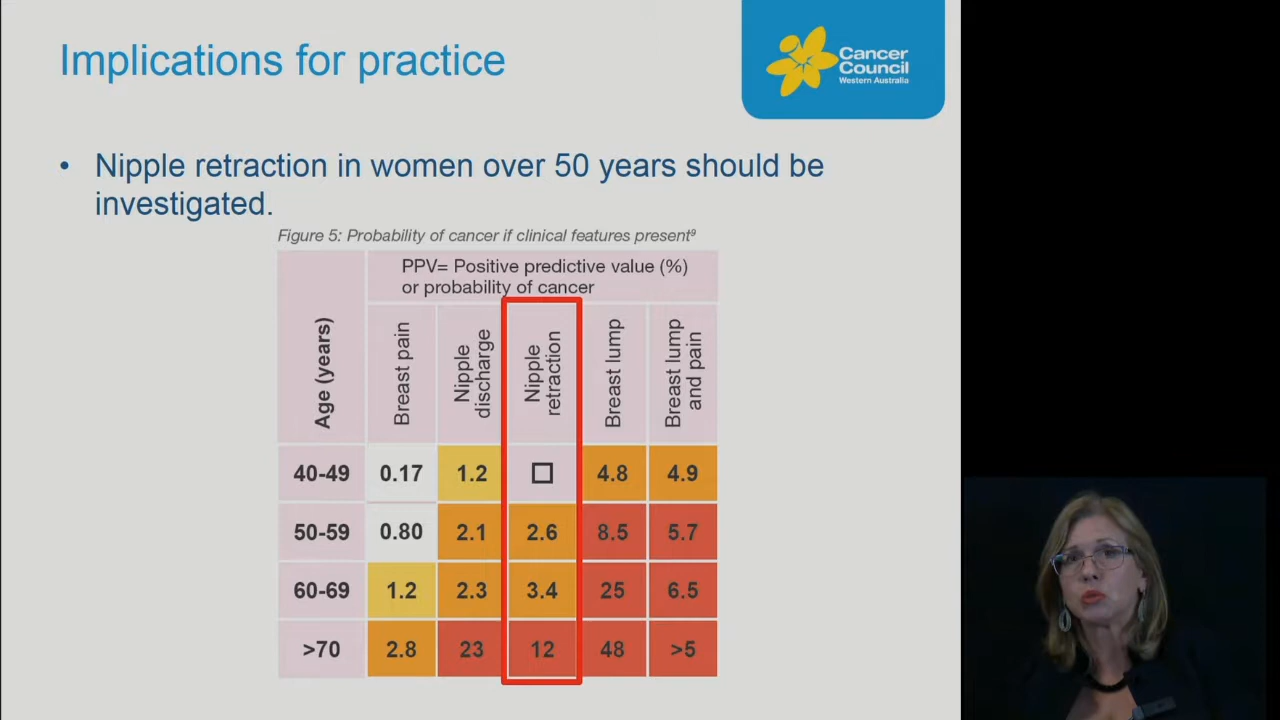 Implications for practice
Cancer
Council
Western Australia
• Nipple retraction in women over 50 years should be
investigated.
Figure 5: Probability of cancer if clinical features present⁹
PPV= Positive predictive value (%)
or probability of cancer
Age (years)
Breast pain
Nipple
discharge
Nipple
retraction
Breast lump
Breast lump
and pain
40-49 0.17 1.2 □ 4.8 4.9
50-59 0.80 2.1 2.6 8.5 5.7
60-69 1.2 2.3 3.4 25 6.5
>70 2.8 23 12 48 >5